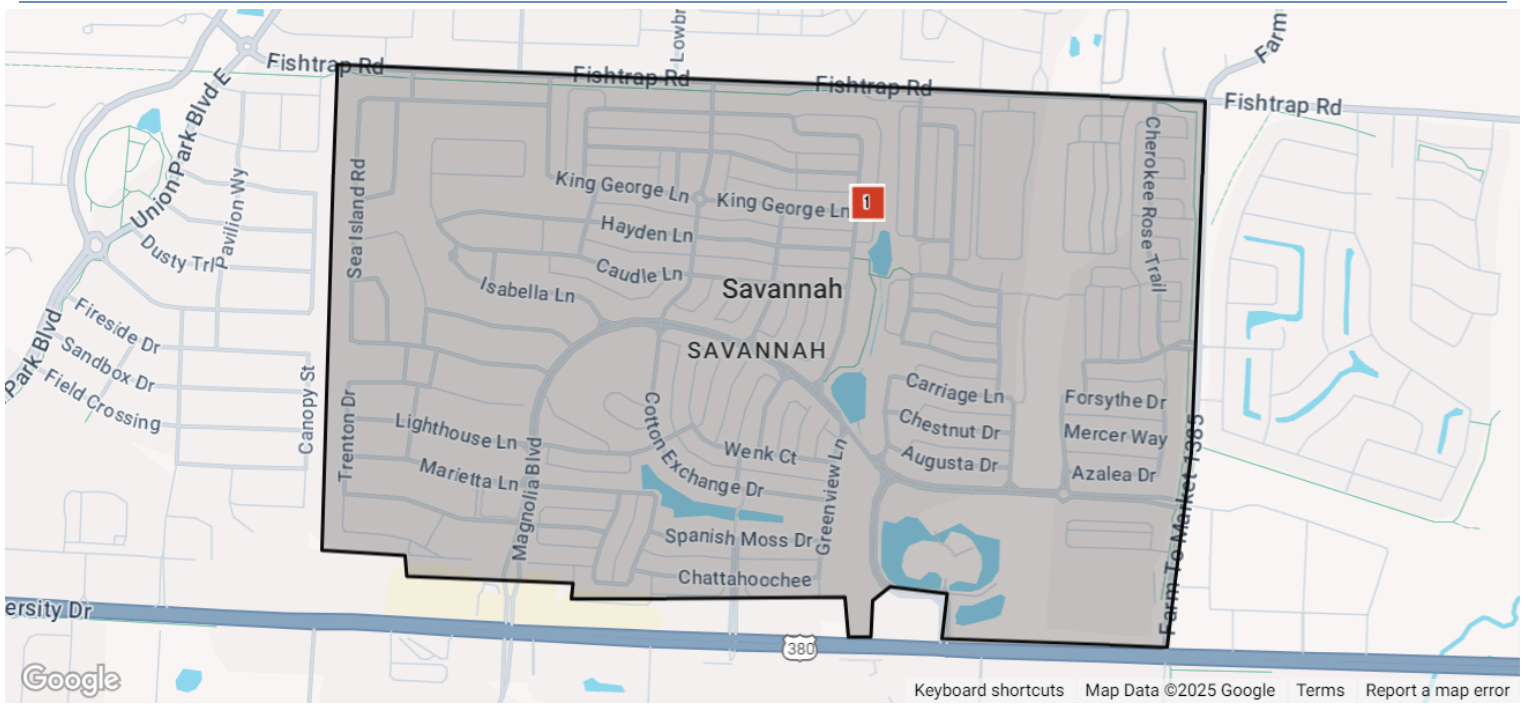 Lowbr
Farm
Fishtrap Rd
Fishtrap Rd
Fishtrap Rd
Fishtrap Rd
Union Park Blvd E
Pavilion Wy
Dusty Trl
Sea Island Rd
Cherokee Rose Trail
King George Ln
King George Ln
1
Hayden Ln
Caudle Ln
Isabella Ln
Savannah
SAVANNAH
Park Blvd
Fireside Dr
Sandbox Dr
Field Crossing
Canopy St
Trenton Dr
Lighthouse Ln
Marietta Ln
Magnolia Blvd
Cotton Exchange Dr
Wenk Ct
Greenview Ln
Carriage Ln
Chestnut Dr
Augusta Dr
Forsythe Dr
Mercer Way
Azalea Dr
Farm To Market 1385
Spanish Moss Dr
Chattahoochee
ersity Dr
380
Google
Keyboard shortcuts Map Data ©2025 Google Terms Report a map error